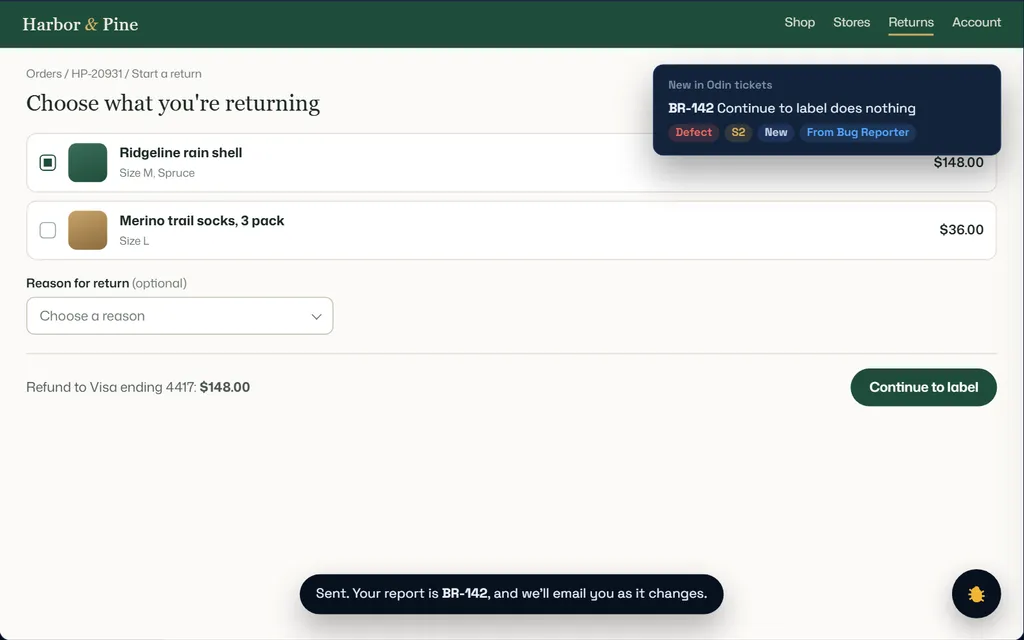 Harbor & Pine
Shop Stores Returns Account
Orders / HP-20931 / Start a return
Choose what you're returning
New in Odin tickets
BR-142 Continue to label does nothing
Defect S2 New From Bug Reporter
Ridgeline rain shell
Size M, Spruce
$148.00
Merino trail socks, 3 pack
Size L
$36.00
Reason for return (optional)
Choose a reason
Refund to Visa ending 4417: $148.00
Continue to label
Sent. Your report is BR-142, and we'll email you as it changes.